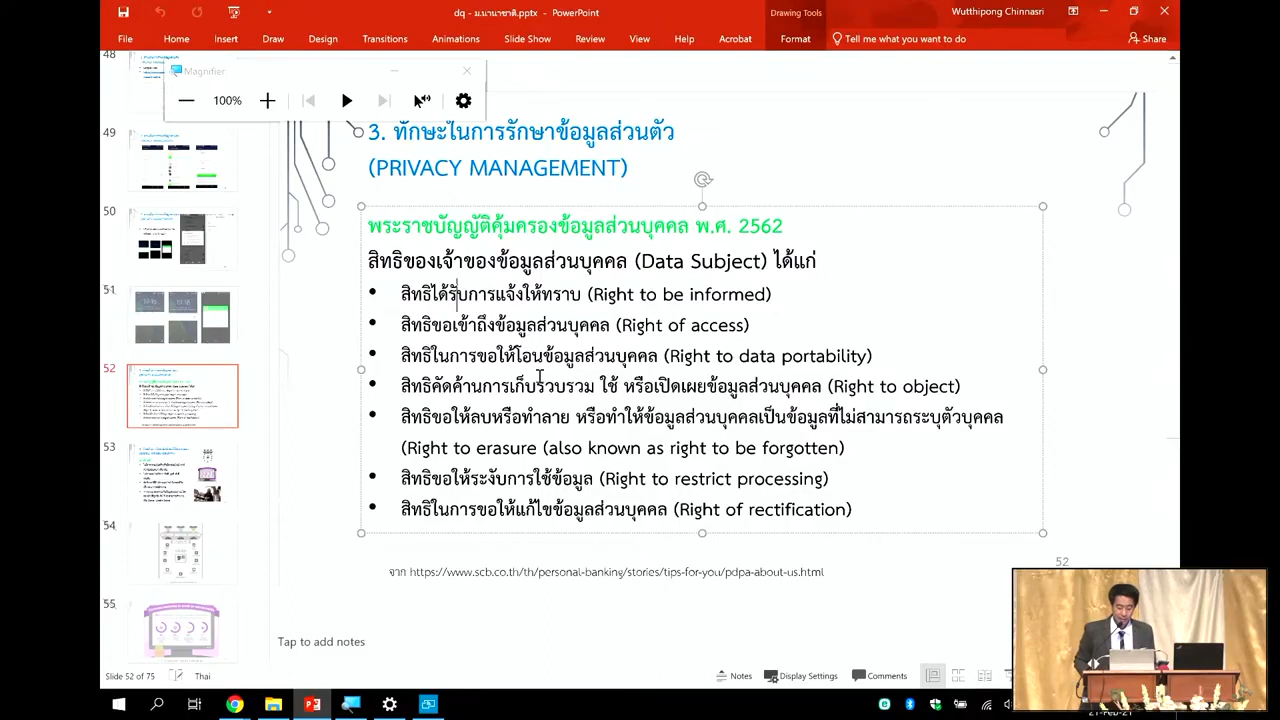 dq - ม.นานาชาติ.pptx - PowerPoint
Drawing Tools
Wutthipong Chinnasri
File Home Insert Draw Design Transitions Animations Slide Show Review View Help Acrobat Format Tell me what you want to do Share
Magnifier
100%
48
49
50
51
52
53
54
55
3. ทักษะในการรักษาข้อมูลส่วนตัว
(PRIVACY MANAGEMENT)
พระราชบัญญัติคุ้มครองข้อมูลส่วนบุคคล พ.ศ. 2562
สิทธิของเจ้าของข้อมูลส่วนบุคคล (Data Subject) ได้แก่
• สิทธิได้รับการแจ้งให้ทราบ (Right to be informed)
• สิทธิขอเข้าถึงข้อมูลส่วนบุคคล (Right of access)
• สิทธิในการขอให้โอนข้อมูลส่วนบุคคล (Right to data portability)
• สิทธิคัดค้านการเก็บรวบรวม ใช้ หรือเปิดเผยข้อมูลส่วนบุคคล (Right to object)
• สิทธิขอให้ลบหรือทำลาย หรือทำให้ข้อมูลส่วนบุคคลเป็นข้อมูลที่ไม่สามารถระบุตัวบุคคล
(Right to erasure (also known as right to be forgotten)
• สิทธิขอให้ระงับการใช้ข้อมูล (Right to restrict processing)
• สิทธิในการขอให้แก้ไขข้อมูลส่วนบุคคล (Right of rectification)
จาก https://www.scb.co.th/th/personal-banking/stories/tips-for-you/pdpa-about-us.html
52
Tap to add notes
Slide 52 of 75 Thai
Notes Display Settings Comments
21-Feb-21